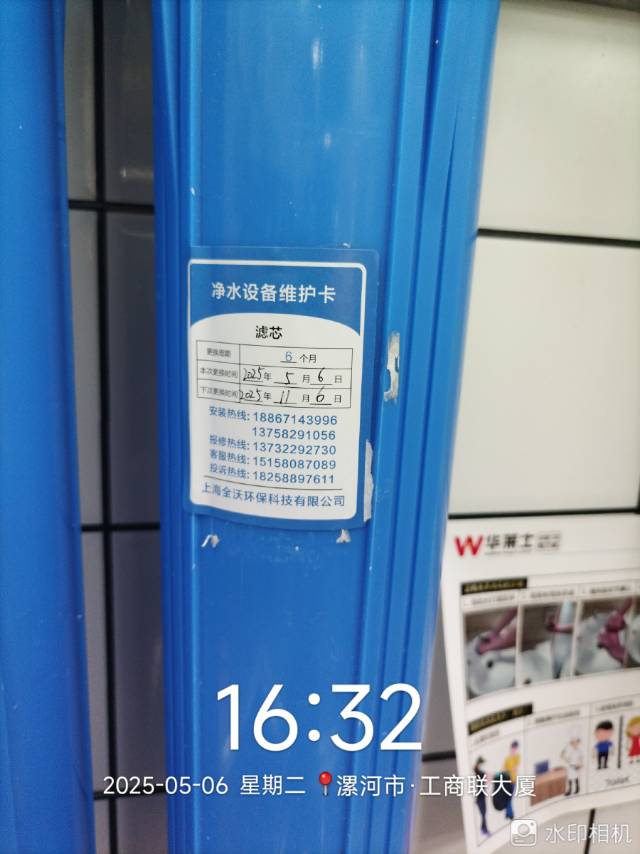 净水设备维护卡
滤芯
更换周期 6 个月
本次更换时间 2025年 5 月 6 日
下次更换时间 2025年 11 月 6 日
安装热线: 18867143996
13758291056
报修热线: 13732292730
客服热线: 15158087089
投诉热线: 18258897611
上海全沃环保科技有限公司
W 华莱士
Toilet
16:32
2025-05-06 星期二 漯河市·工商联大厦
水印相机